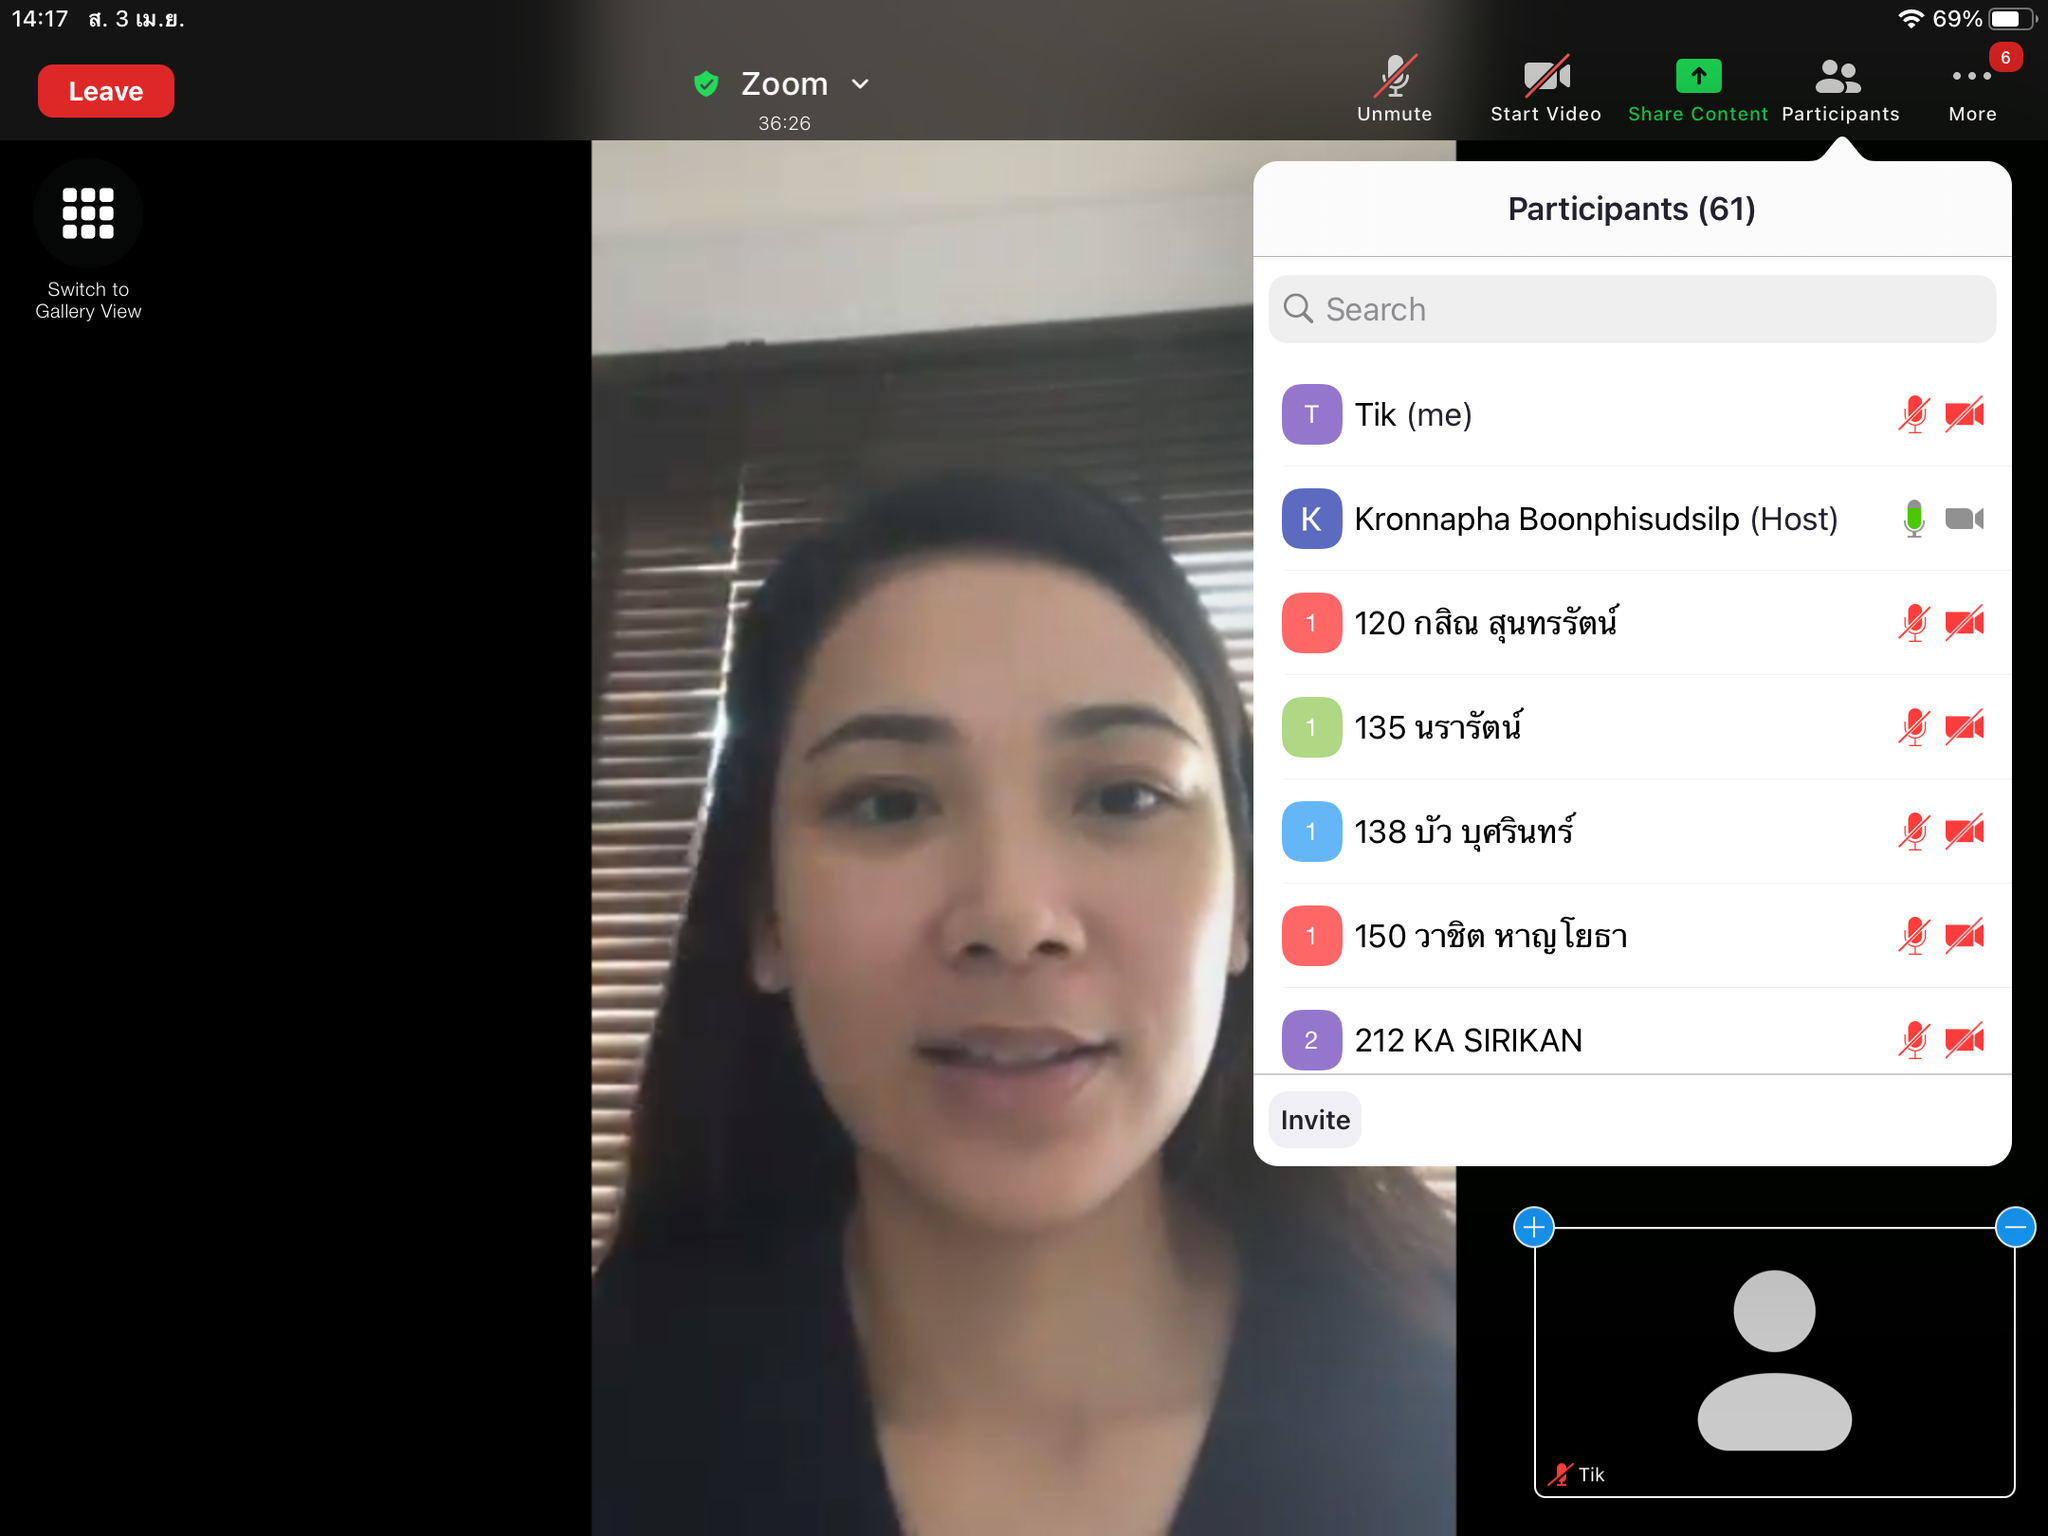 14:17 ส. 3 เม.ย.
69%
Leave
Zoom
36:26
Unmute
Start Video
Share Content
Participants
More
6
Switch to
Gallery View
Participants (61)
Search
T Tik (me)
K Kronnapha Boonphisudsilp (Host)
1 120 กสิณ สุนทรรัตน์
1 135 นรารัตน์
1 138 บัว บุศรินทร์
1 150 วาชิต หาญโยธา
2 212 KA SIRIKAN
Invite
Tik